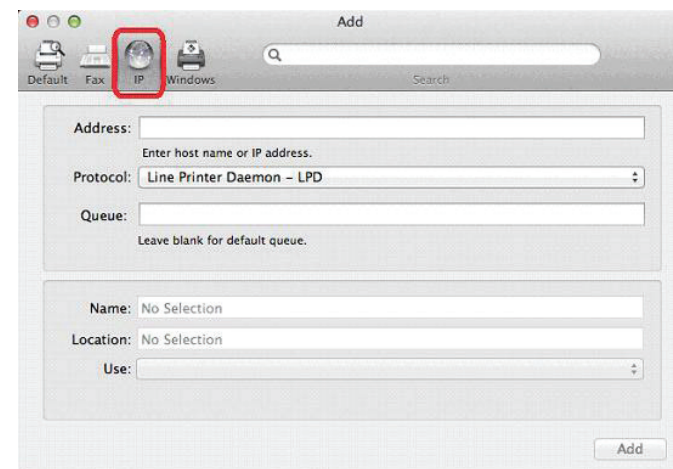 Add
Default Fax IP Windows Search
Address:
Enter host name or IP address.
Protocol: Line Printer Daemon – LPD
Queue:
Leave blank for default queue.
Name: No Selection
Location: No Selection
Use:
Add